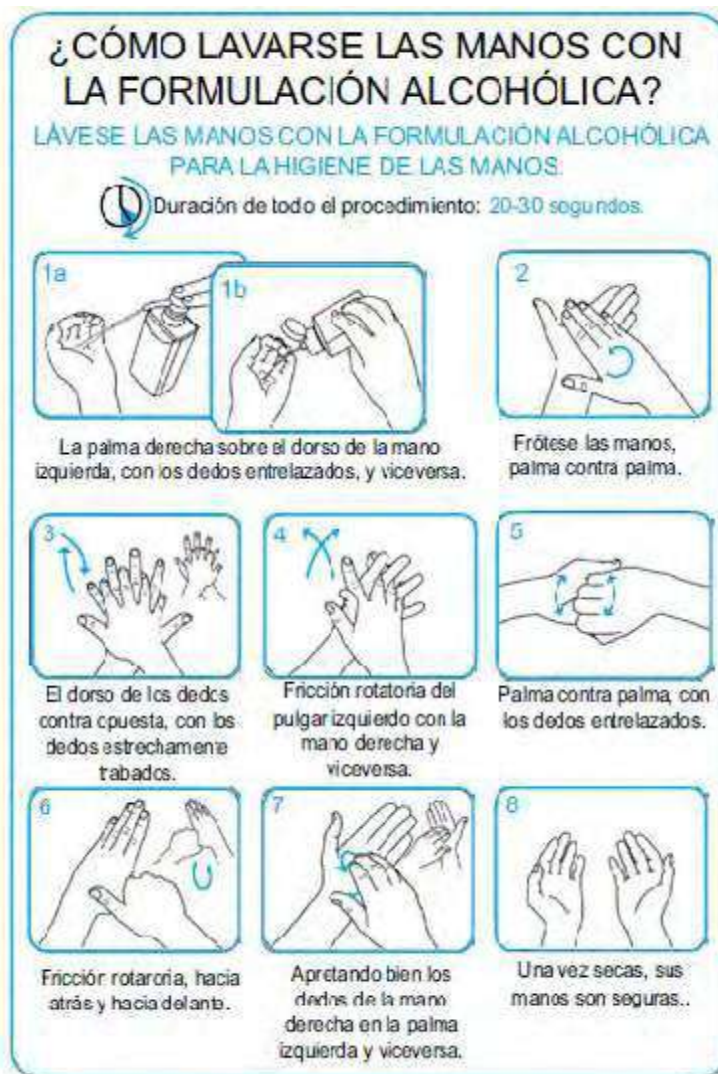 ¿CÓMO LAVARSE LAS MANOS CON
LA FORMULACIÓN ALCOHÓLICA?
LÁVESE LAS MANOS CON LA FORMULACIÓN ALCOHÓLICA
PARA LA HIGIENE DE LAS MANOS.
Duración de todo el procedimiento: 20-30 segundos.
1a
1b
La palma derecha sobre el dorso de la mano
izquierda, con los dedos entrelazados, y viceversa.
2
Frótese las manos,
palma contra palma.
3
El dorso de los dedos
contra opuesta, con los
dedos estrechamente
trabados.
4
Fricción rotatoria del
pulgar izquierdo con la
mano derecha y
viceversa.
5
Palma contra palma, con
los dedos entrelazados.
6
Fricción rotaroria, hacia
atrás y hacia delante.
7
Apretando bien los
dedos de la mano
derecha en la palma
izquierda y viceversa.
8
Una vez secas, sus
manos son seguras..